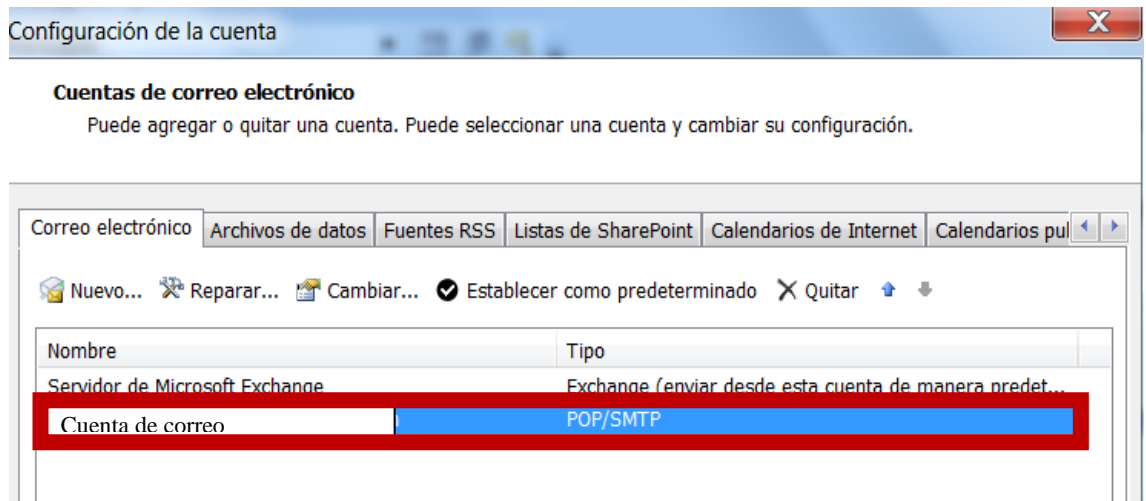 Configuración de la cuenta
Cuentas de correo electrónico
Puede agregar o quitar una cuenta. Puede seleccionar una cuenta y cambiar su configuración.
Correo electrónico Archivos de datos Fuentes RSS Listas de SharePoint Calendarios de Internet Calendarios pul
Nuevo... Reparar... Cambiar... Establecer como predeterminado Quitar
Nombre Tipo
Servidor de Microsoft Exchange Exchange (enviar desde esta cuenta de manera predet...
Cuenta de correo POP/SMTP